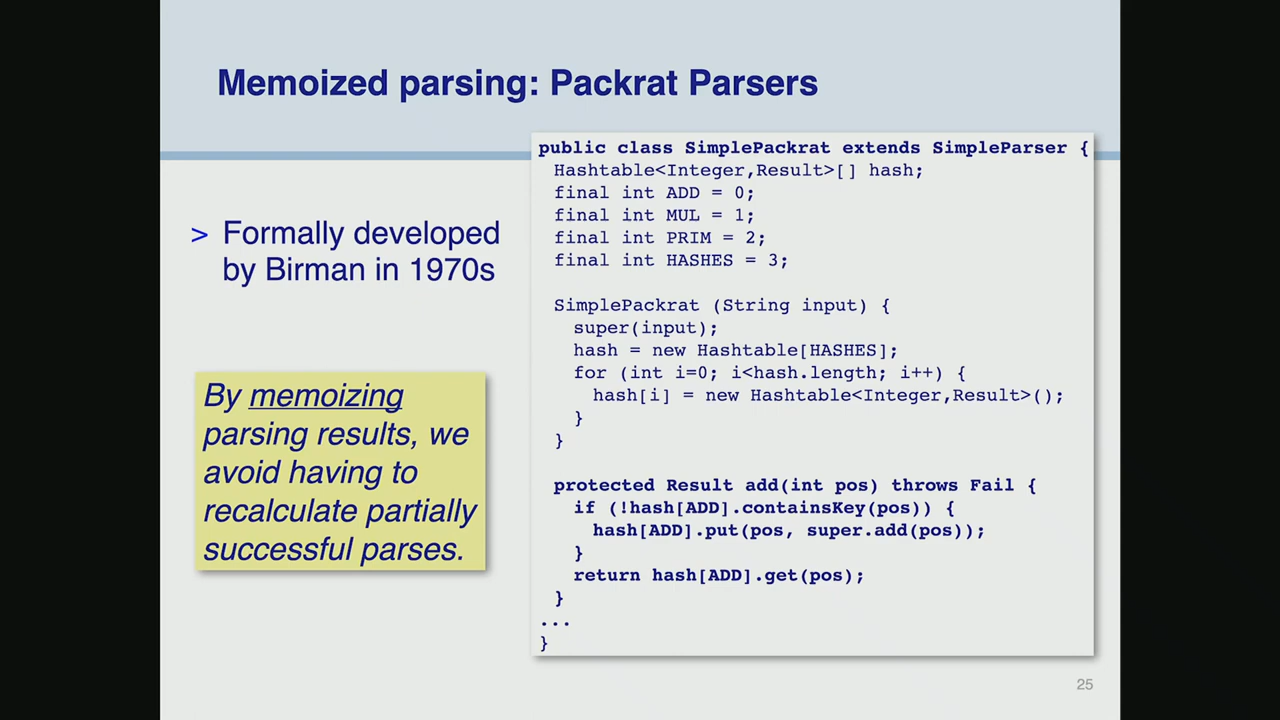 Memoized parsing: Packrat Parsers
> Formally developed
by Birman in 1970s
By memoizing
parsing results, we
avoid having to
recalculate partially
successful parses.
public class SimplePackrat extends SimpleParser {
Hashtable<Integer,Result>[] hash;
final int ADD = 0;
final int MUL = 1;
final int PRIM = 2;
final int HASHES = 3;
SimplePackrat (String input) {
super(input);
hash = new Hashtable[HASHES];
for (int i=0; i<hash.length; i++) {
hash[i] = new Hashtable<Integer,Result>();
}
}
protected Result add(int pos) throws Fail {
if (!hash[ADD].containsKey(pos)) {
hash[ADD].put(pos, super.add(pos));
}
return hash[ADD].get(pos);
}
...
}
25